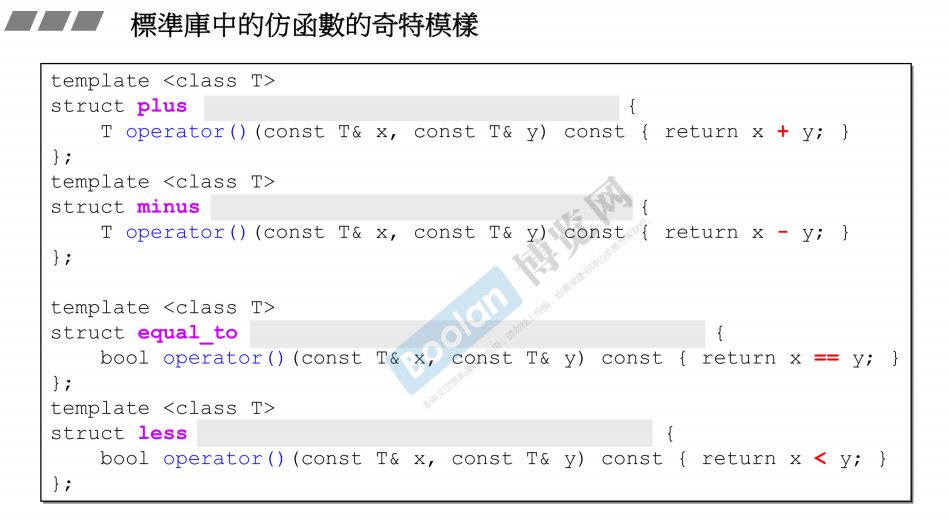 標準庫中的仿函數的奇特模樣
template <class T>
struct plus {
T operator()(const T& x, const T& y) const { return x + y; }
};
template <class T>
struct minus {
T operator()(const T& x, const T& y) const { return x - y; }
};
template <class T>
struct equal_to {
bool operator()(const T& x, const T& y) const { return x == y; }
};
template <class T>
struct less {
bool operator()(const T& x, const T& y) const { return x < y; }
};
Boolan 博览网